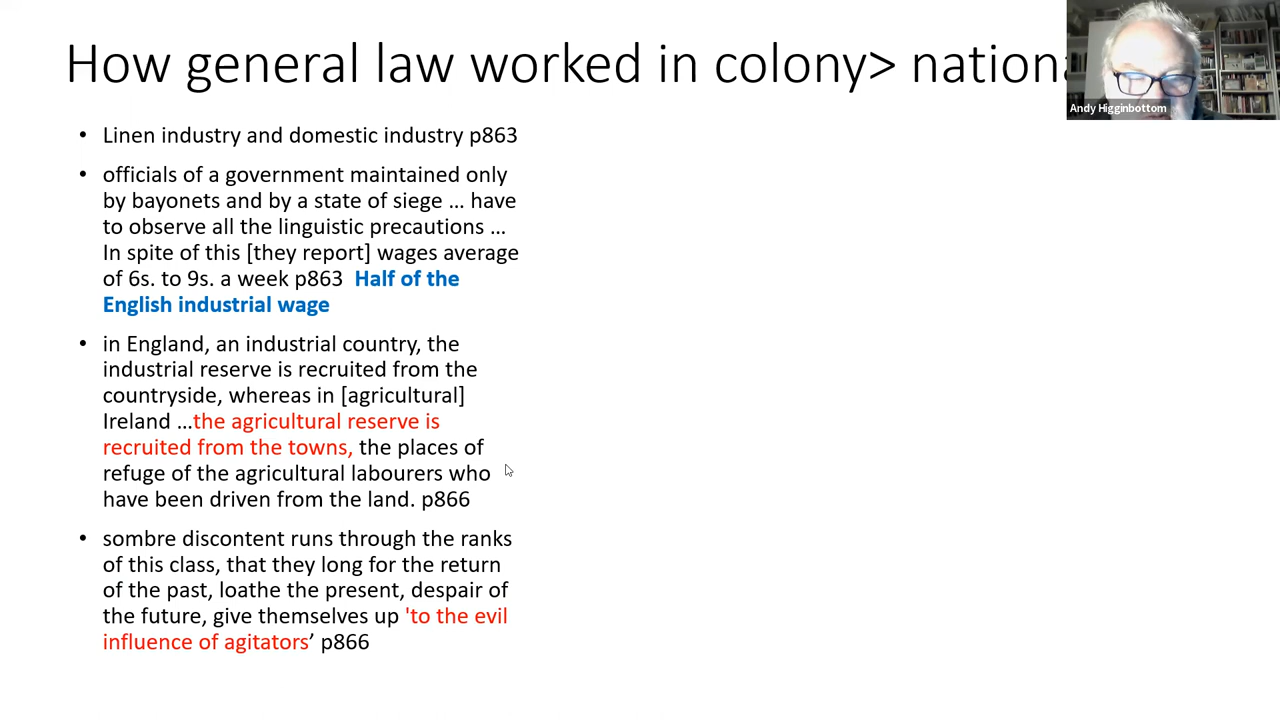 How general law worked in colony> nationa
Andy Higginbottom
• Linen industry and domestic industry p863
• officials of a government maintained only
by bayonets and by a state of siege … have
to observe all the linguistic precautions …
In spite of this [they report] wages average
of 6s. to 9s. a week p863 Half of the
English industrial wage
• in England, an industrial country, the
industrial reserve is recruited from the
countryside, whereas in [agricultural]
Ireland …the agricultural reserve is
recruited from the towns, the places of
refuge of the agricultural labourers who
have been driven from the land. p866
• sombre discontent runs through the ranks
of this class, that they long for the return
of the past, loathe the present, despair of
the future, give themselves up 'to the evil
influence of agitators’ p866